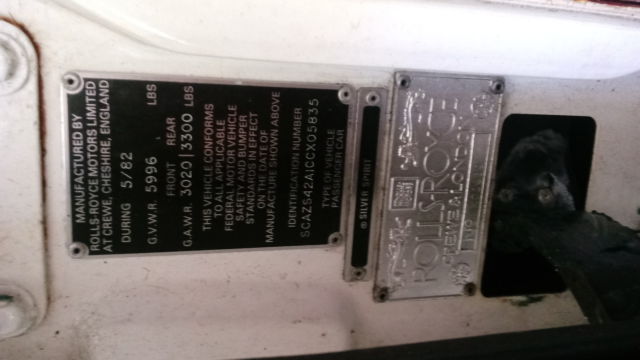 MANUFACTURED BY
ROLLS-ROYCE MOTORS LIMITED
AT CREWE, CHESHIRE, ENGLAND
DURING 5/82
G.V.W.R. 5996 LBS
FRONT REAR
G.A.W.R. 3020 3300 LBS
THIS VEHICLE CONFORMS
TO ALL APPLICABLE
FEDERAL MOTOR VEHICLE
SAFETY AND BUMPER
STANDARDS IN EFFECT
ON THE DATE OF
MANUFACTURE SHOWN ABOVE
IDENTIFICATION NUMBER
SCAZS42A1CCX05835
TYPE OF VEHICLE
PASSENGER CAR
® SILVER SPIRIT
ROLLS-ROYCE
CREWE & LONDON